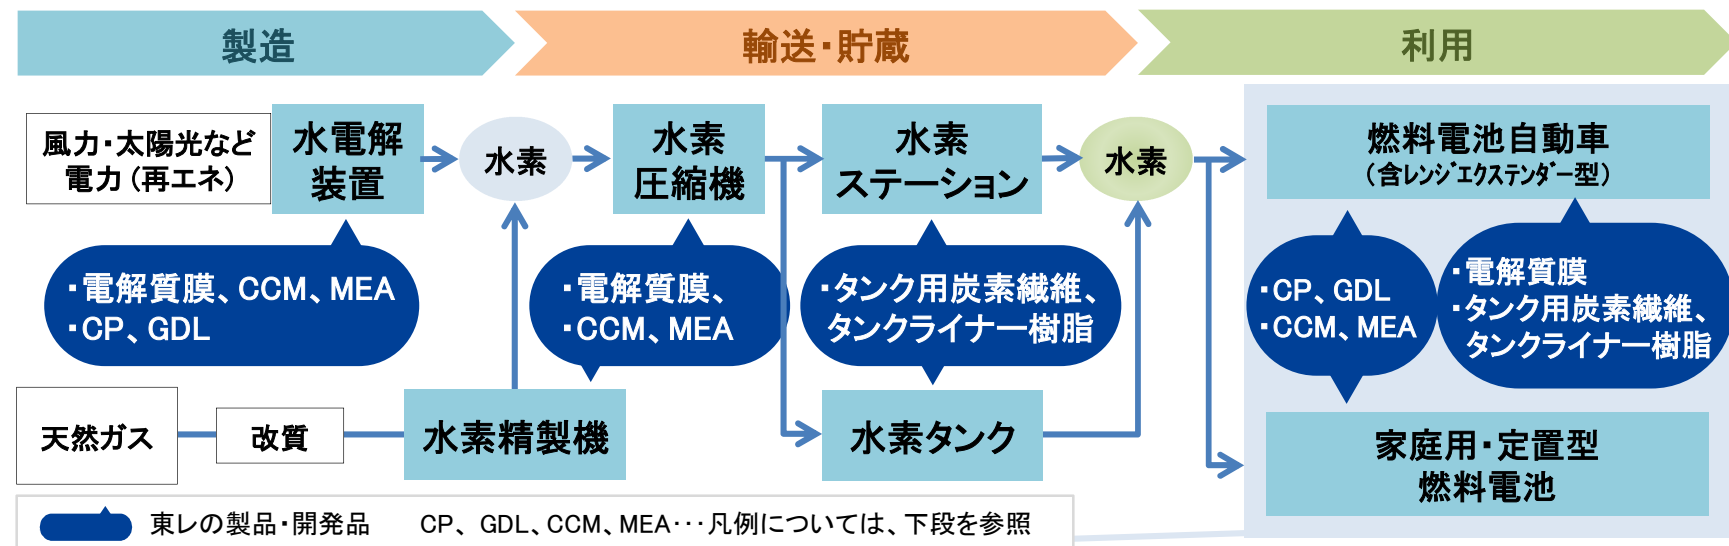 製造
輸送・貯蔵
利用
風力・太陽光など
電力(再エネ)
水電解
装置
水素
水素
圧縮機
水素
ステーション
水素
燃料電池自動車
(含レンジエクステンダー型)
・電解質膜、CCM、MEA
・CP、GDL
・電解質膜、
・CCM、MEA
・タンク用炭素繊維、
タンクライナー樹脂
・CP、GDL
・CCM、MEA
・電解質膜
・タンク用炭素繊維、
タンクライナー樹脂
天然ガス
改質
水素精製機
水素タンク
家庭用・定置型
燃料電池
東レの製品・開発品 CP、GDL、CCM、MEA・・・凡例については、下段を参照